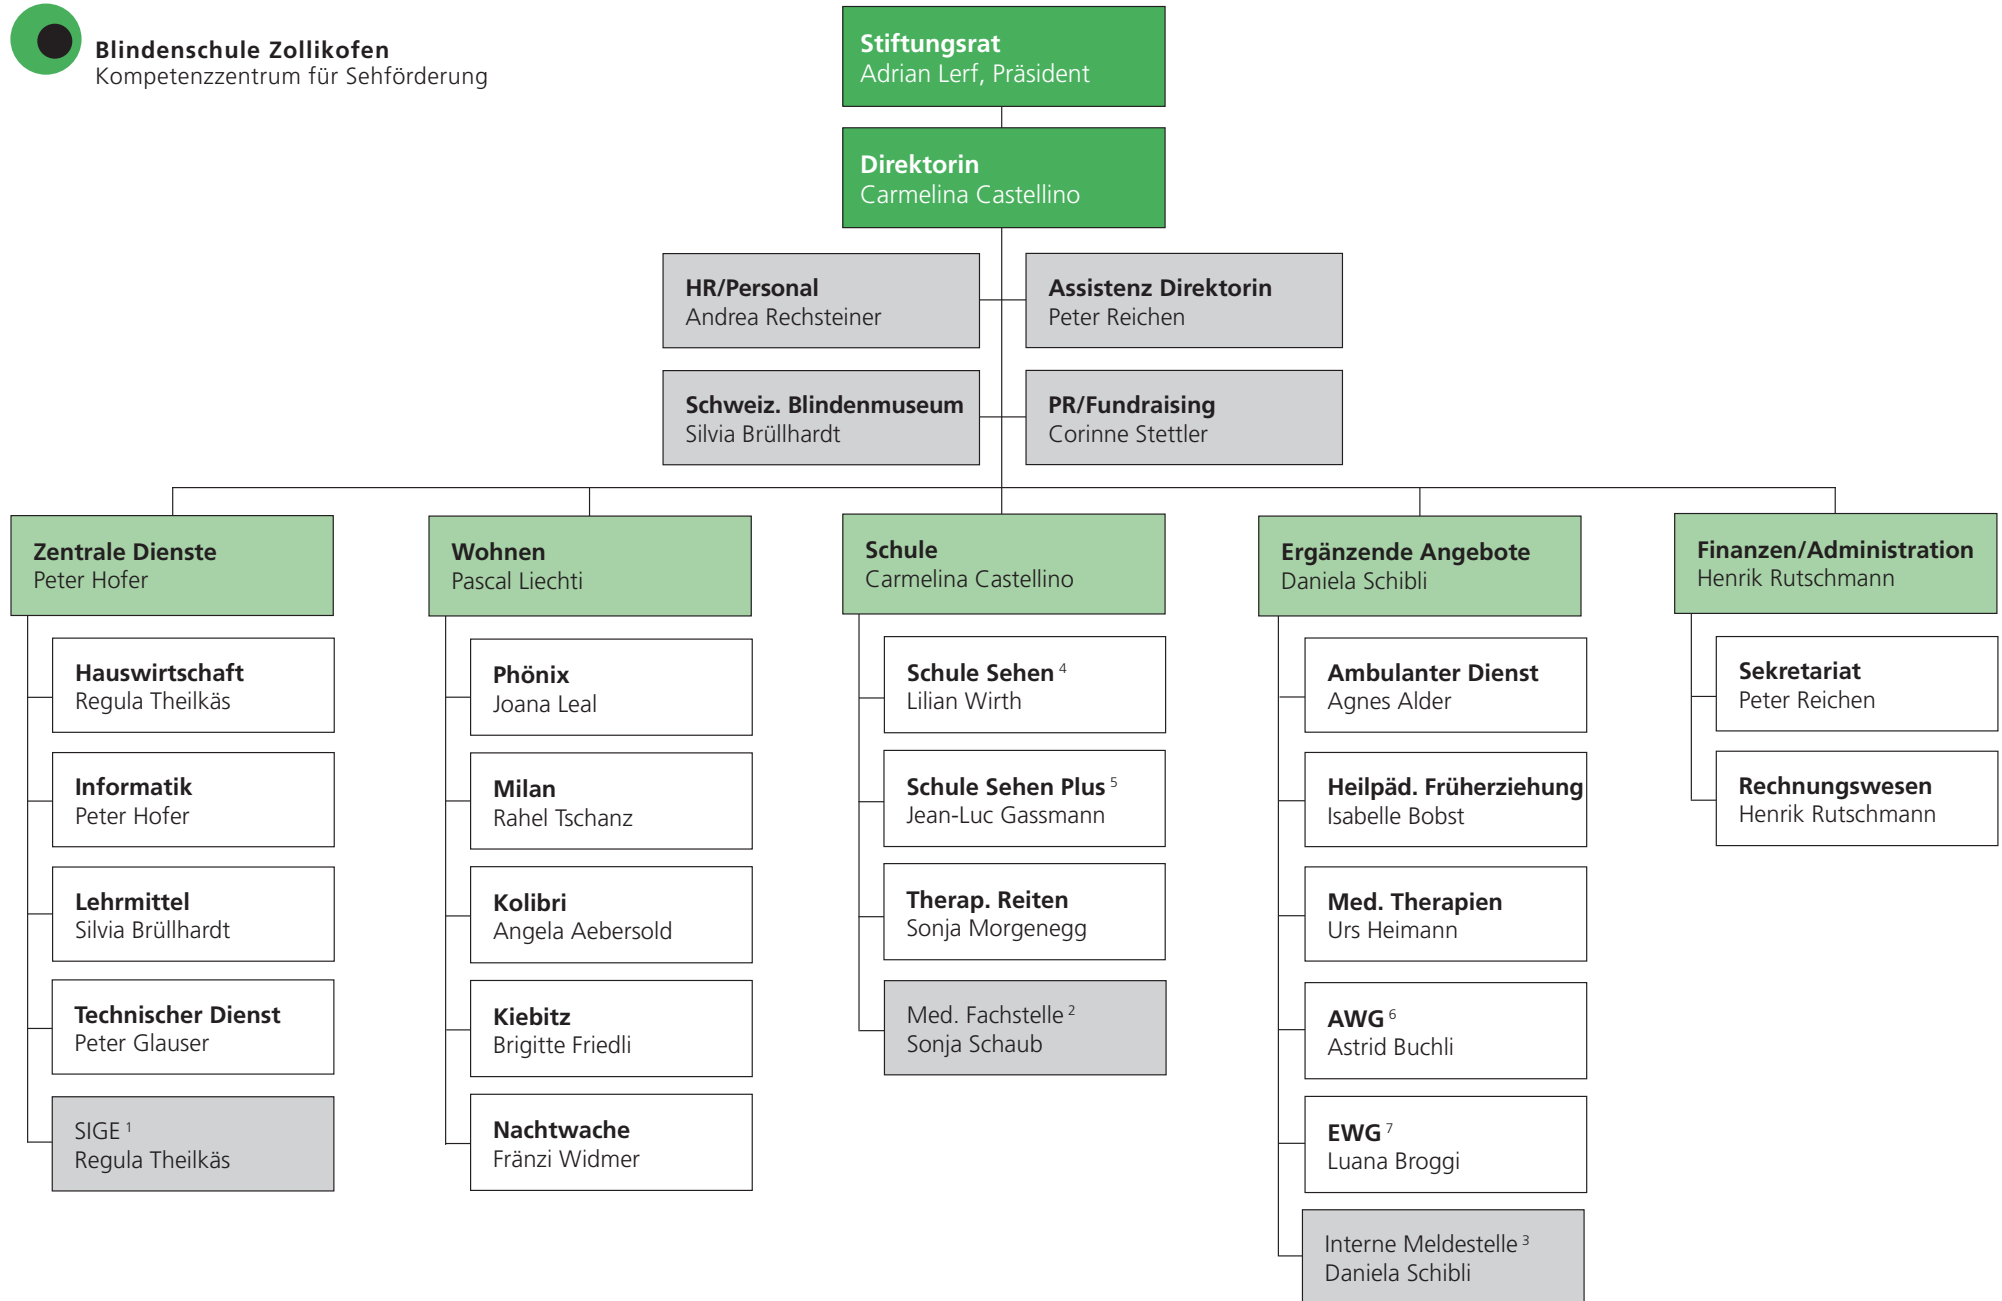 Blindenschule Zollikofen
Kompetenzzentrum für Sehförderung
Stiftungsrat
Adrian Lerf, Präsident
Direktorin
Carmelina Castellino
HR/Personal
Andrea Rechsteiner
Assistenz Direktorin
Peter Reichen
Schweiz. Blindenmuseum
Silvia Brüllhardt
PR/Fundraising
Corinne Stettler
Zentrale Dienste
Peter Hofer
Hauswirtschaft
Regula Theilkäs
Informatik
Peter Hofer
Lehrmittel
Silvia Brüllhardt
Technischer Dienst
Peter Glauser
SIGE 1
Regula Theilkäs
Wohnen
Pascal Liechti
Phönix
Joana Leal
Milan
Rahel Tschanz
Kolibri
Angela Aebersold
Kiebitz
Brigitte Friedli
Nachtwache
Fränzi Widmer
Schule
Carmelina Castellino
Schule Sehen 4
Lilian Wirth
Schule Sehen Plus 5
Jean-Luc Gassmann
Therap. Reiten
Sonja Morgenegg
Med. Fachstelle 2
Sonja Schaub
Ergänzende Angebote
Daniela Schibli
Ambulanter Dienst
Agnes Alder
Heilpäd. Früherziehung
Isabelle Bobst
Med. Therapien
Urs Heimann
AWG 6
Astrid Buchli
EWG 7
Luana Broggi
Interne Meldestelle 3
Daniela Schibli
Finanzen/Administration
Henrik Rutschmann
Sekretariat
Peter Reichen
Rechnungswesen
Henrik Rutschmann